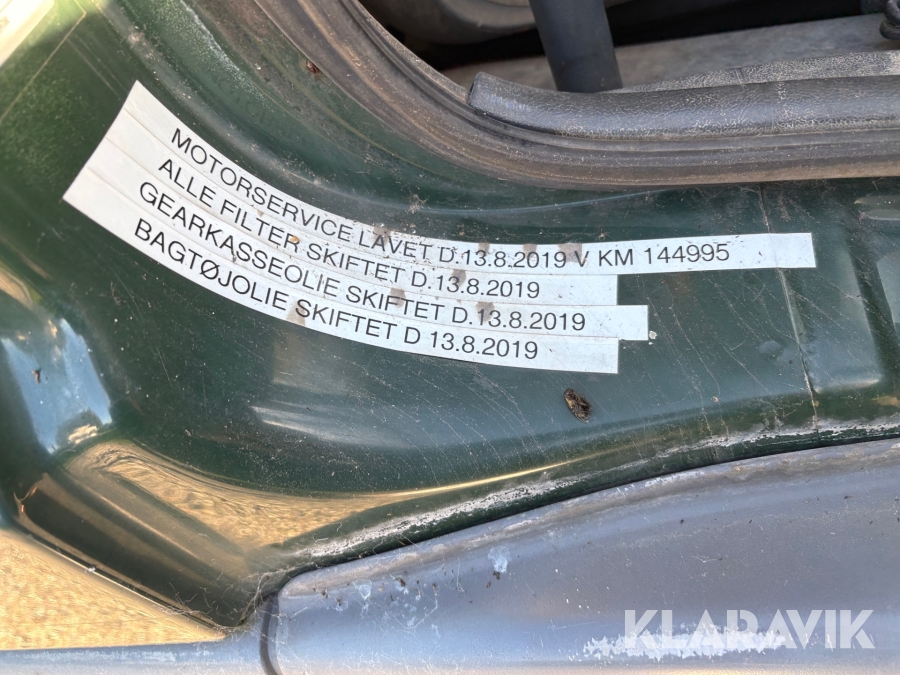 MOTORSERVICE LAVET D.13.8.2019 V KM 144995
ALLE FILTER SKIFTET D.13.8.2019
GEARKASSEOLIE SKIFTET D.13.8.2019
BAGTØJOLIE SKIFTET D 13.8.2019
KLARAVIK